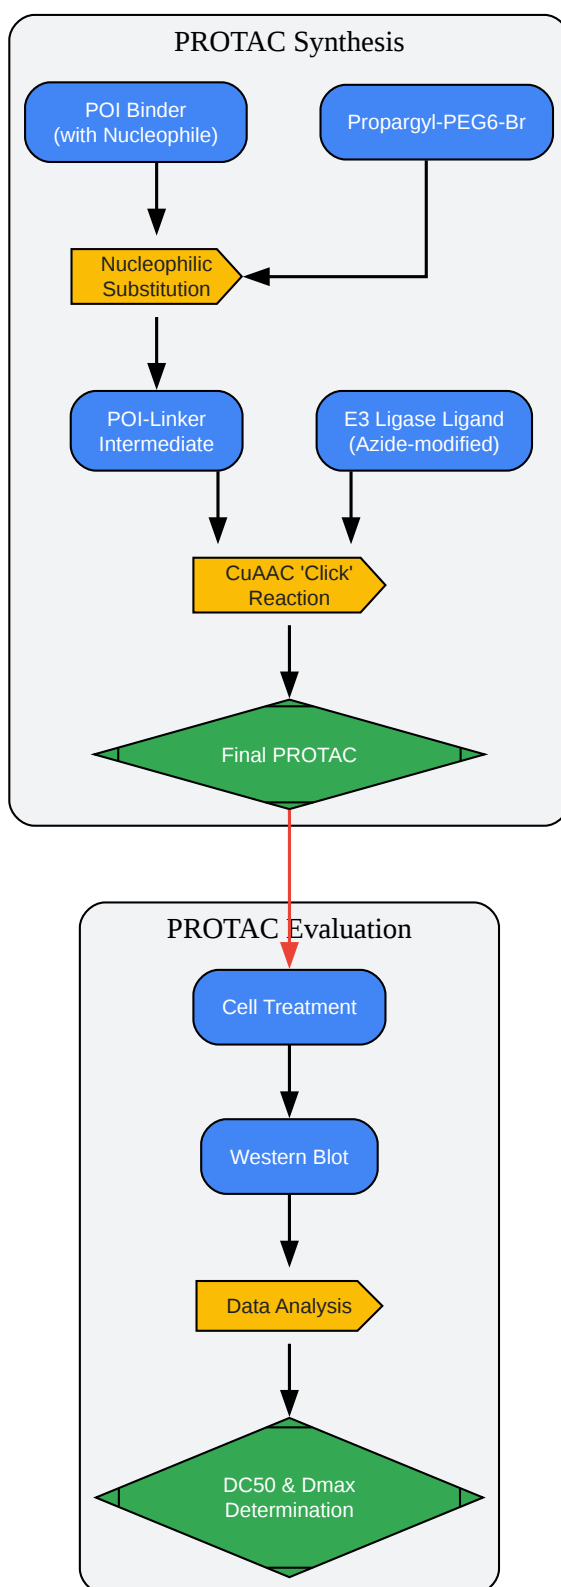 PROTAC Synthesis
POI Binder
(with Nucleophile)
Propargyl-PEG6-Br
Nucleophilic
Substitution
POI-Linker
Intermediate
E3 Ligase Ligand
(Azide-modified)
CuAAC 'Click'
Reaction
Final PROTAC
PROTAC Evaluation
Cell Treatment
Western Blot
Data Analysis
DC50 & Dmax
Determination